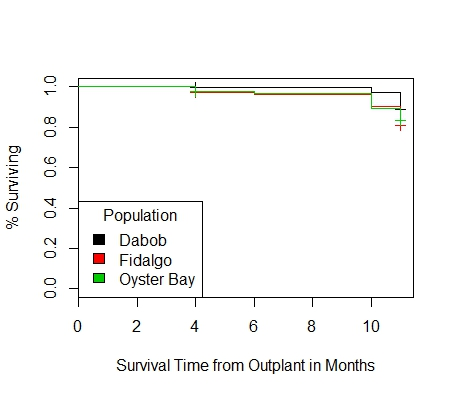 % Surviving
1.0
0.8
0.6
0.4
0.2
0.0
Population
Dabob
Fidalgo
Oyster Bay
0 2 4 6 8 10
Survival Time from Outplant in Months